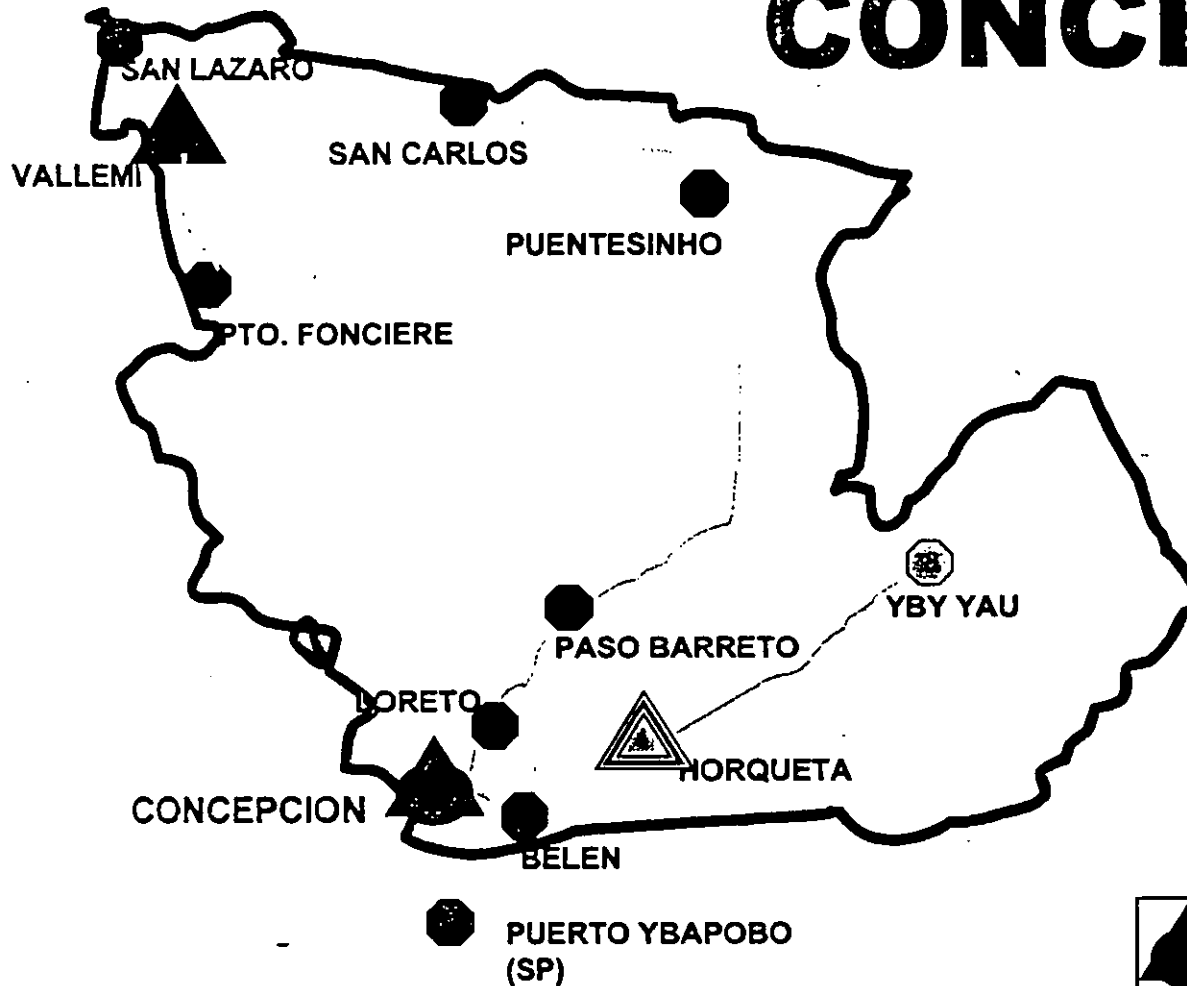 SAN LAZARO
VALLEMI
SAN CARLOS
PUENTESINHO
PTO. FONCIERE
YBY YAU
PASO BARRETO
LORETO
HORQUETA
CONCEPCION
BELEN
PUERTO YBAPOBO
(SP)